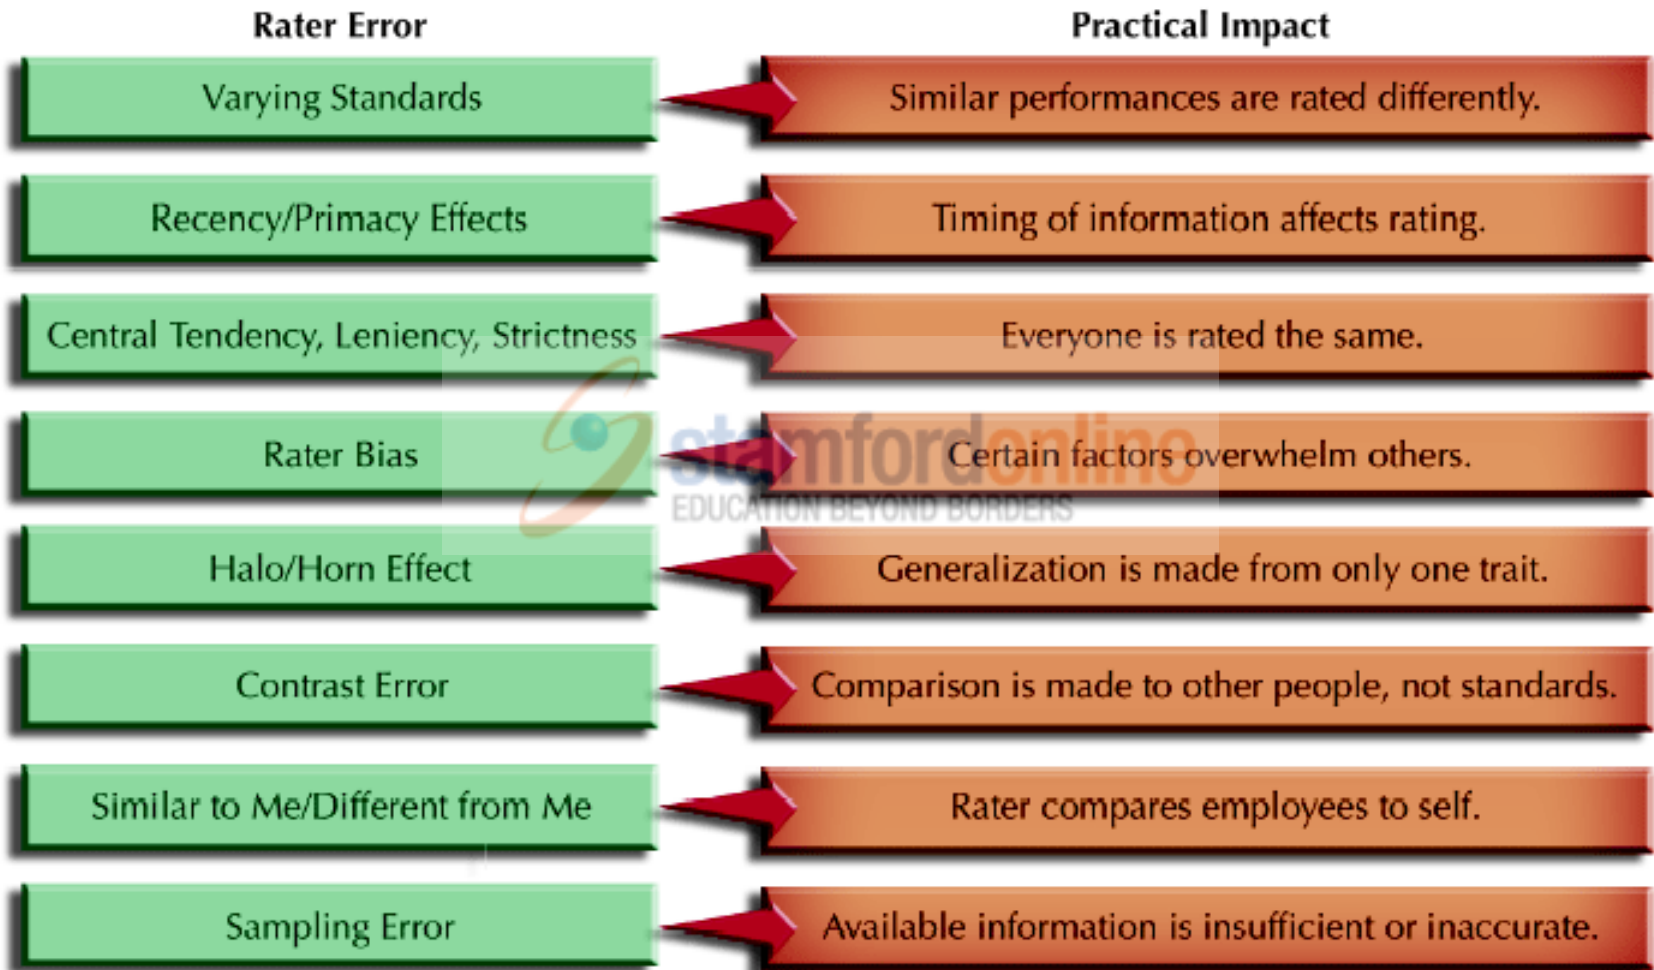 Rater Error
Practical Impact
Varying Standards
Similar performances are rated differently.
Recency/Primacy Effects
Timing of information affects rating.
Central Tendency, Leniency, Strictness
Everyone is rated the same.
Rater Bias
Certain factors overwhelm others.
stamfordonline
EDUCATION BEYOND BORDERS
Halo/Horn Effect
Generalization is made from only one trait.
Contrast Error
Comparison is made to other people, not standards.
Similar to Me/Different from Me
Rater compares employees to self.
Sampling Error
Available information is insufficient or inaccurate.